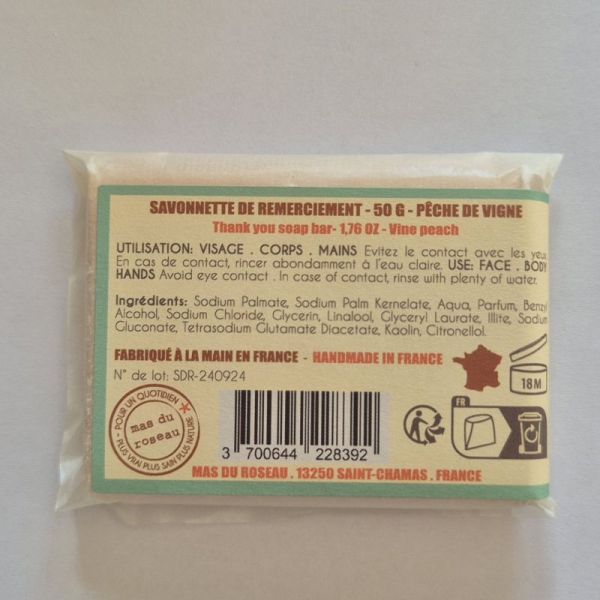 SAVONNETTE DE REMERCIEMENT - 50 G - PÊCHE DE VIGNE
Thank you soap bar- 1,76 OZ - Vine peach
UTILISATION: VISAGE . CORPS . MAINS Evitez le contact avec les yeux
En cas de contact, rincer abondamment à l'eau claire. USE: FACE . BODY
HANDS Avoid eye contact . In case of contact, rinse with plenty of water.
Ingrédients: Sodium Palmate, Sodium Palm Kernelate, Aqua, Parfum, Benzyl
Alcohol, Sodium Chloride, Glycerin, Linalool, Glyceryl Laurate, Illite, Sodium
Gluconate, Tetrasodium Glutamate Diacetate, Kaolin, Citronellol.
FABRIQUÉ À LA MAIN EN FRANCE - HANDMADE IN FRANCE
N° de lot: SDR-240924
18M
POUR UN QUOTIDIEN
mas du
roseau
PLUS VRAI PLUS SAIN PLUS NATURE
3 700644 228392
FR
MAS DU ROSEAU . 13250 SAINT-CHAMAS . FRANCE